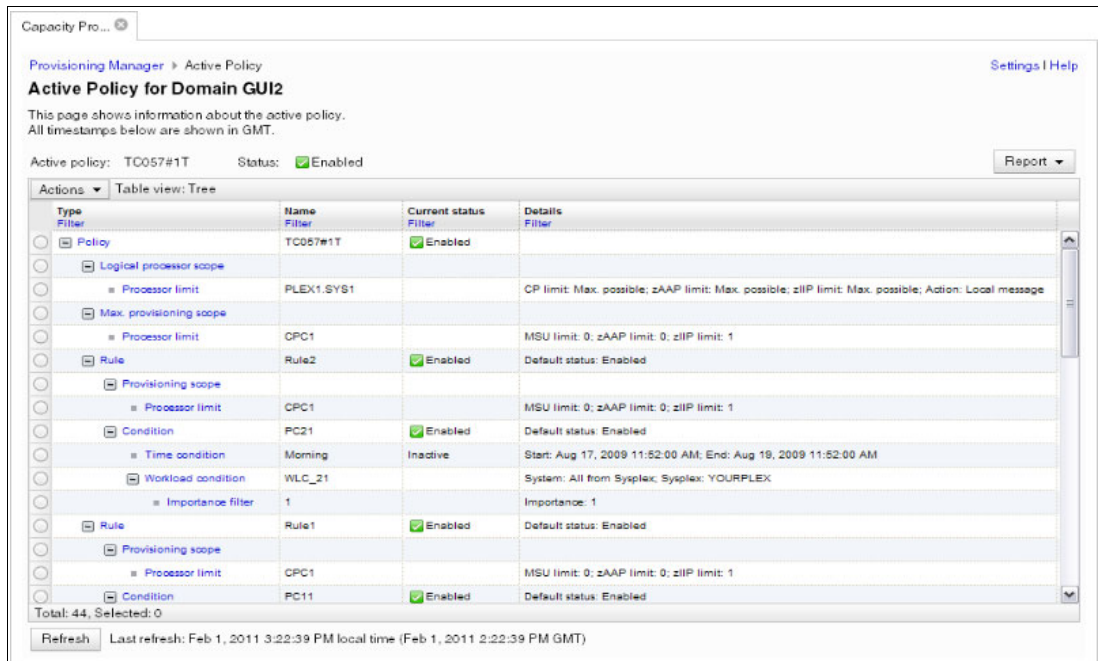 Capacity Pro...
Provisioning Manager Active Policy Settings | Help
Active Policy for Domain GUI2
This page shows information about the active policy.
All timestamps below are shown in GMT.
Active policy: TC057#1T Status: Enabled Report
Actions Table view: Tree
Type Name Current status Details
Filter Filter Filter Filter
Policy TC057#1T Enabled
Logical processor scope
Processor limit PLEX1.SYS1 CP limit: Max. possible; zAAP limit: Max. possible; zIIP limit: Max. possible; Action: Local message
Max. provisioning scope
Processor limit CPC1 MSU limit: 0; zAAP limit: 0; zIIP limit: 1
Rule Rule2 Enabled Default status: Enabled
Provisioning scope
Processor limit CPC1 MSU limit: 0; zAAP limit: 0; zIIP limit: 1
Condition PC21 Enabled Default status: Enabled
Time condition Morning Inactive Start: Aug 17, 2009 11:52:00 AM; End: Aug 19, 2009 11:52:00 AM
Workload condition WLC_21 System: All from Sysplex; Sysplex: YOURPLEX
Importance filter 1 Importance: 1
Rule Rule1 Enabled Default status: Enabled
Provisioning scope
Processor limit CPC1 MSU limit: 0; zAAP limit: 0; zIIP limit: 1
Condition PC11 Enabled Default status: Enabled
Total: 44, Selected: 0
Refresh Last refresh: Feb 1, 2011 3:22:39 PM local time (Feb 1, 2011 2:22:39 PM GMT)